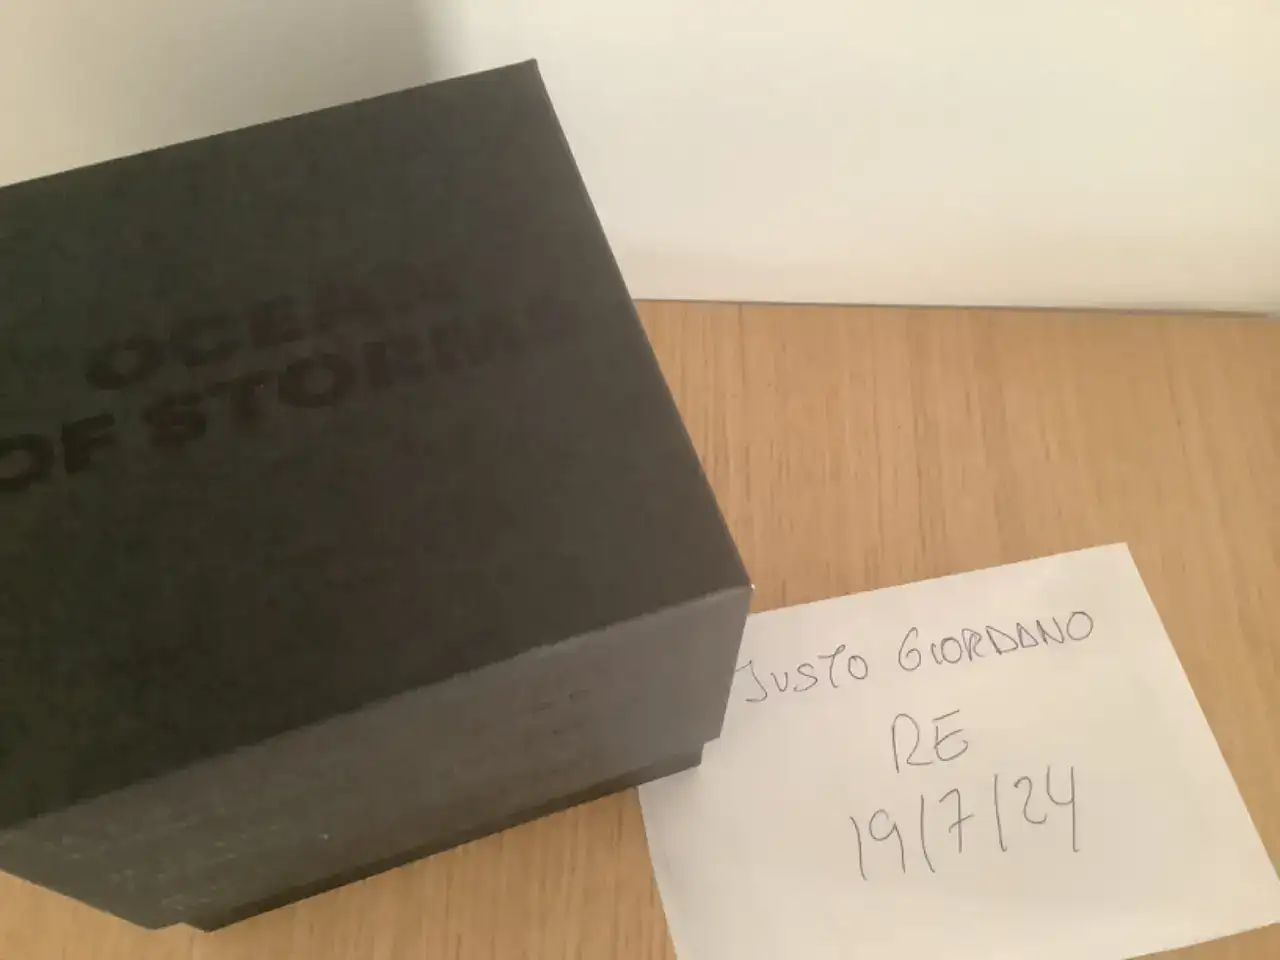 OCEAN
OF STORMS
JUSTO GIORDANO
RE
19/7/24